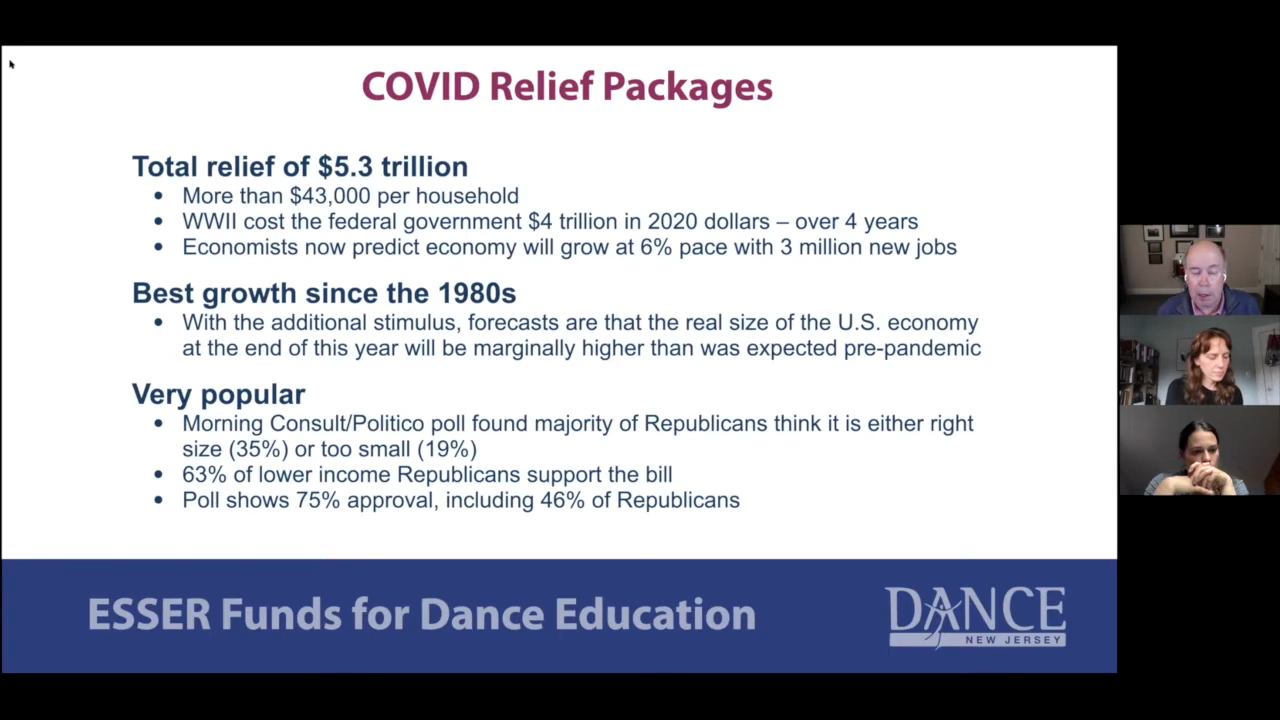 COVID Relief Packages
Total relief of $5.3 trillion
• More than $43,000 per household
• WWII cost the federal government $4 trillion in 2020 dollars – over 4 years
• Economists now predict economy will grow at 6% pace with 3 million new jobs
Best growth since the 1980s
• With the additional stimulus, forecasts are that the real size of the U.S. economy
at the end of this year will be marginally higher than was expected pre-pandemic
Very popular
• Morning Consult/Politico poll found majority of Republicans think it is either right
size (35%) or too small (19%)
• 63% of lower income Republicans support the bill
• Poll shows 75% approval, including 46% of Republicans
ESSER Funds for Dance Education
DANCE
NEW JERSEY